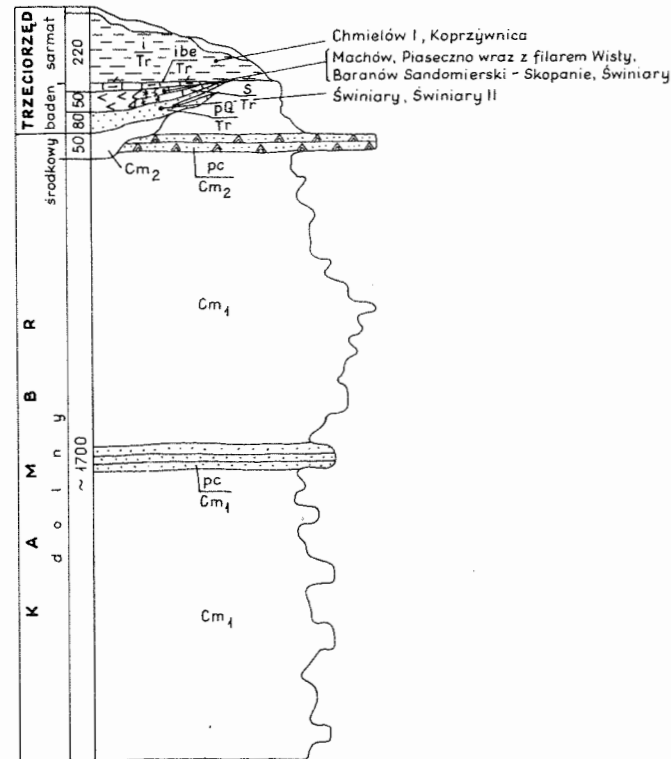 TRZECIORZĘD
sarmat
baden
220
50
80
i
Tr
ibe
Tr
S
Tr
pQ
Tr
Chmielów I, Koprzywnica
Machów, Piaseczno wraz z filarem Wisły,
Baranów Sandomierski - Skopanie, Świniary
Świniary, Świniary II
KAMBR
środkowy
50
Cm2
pc
Cm2
dolny
~1700
Cm1
pc
Cm1
Cm1